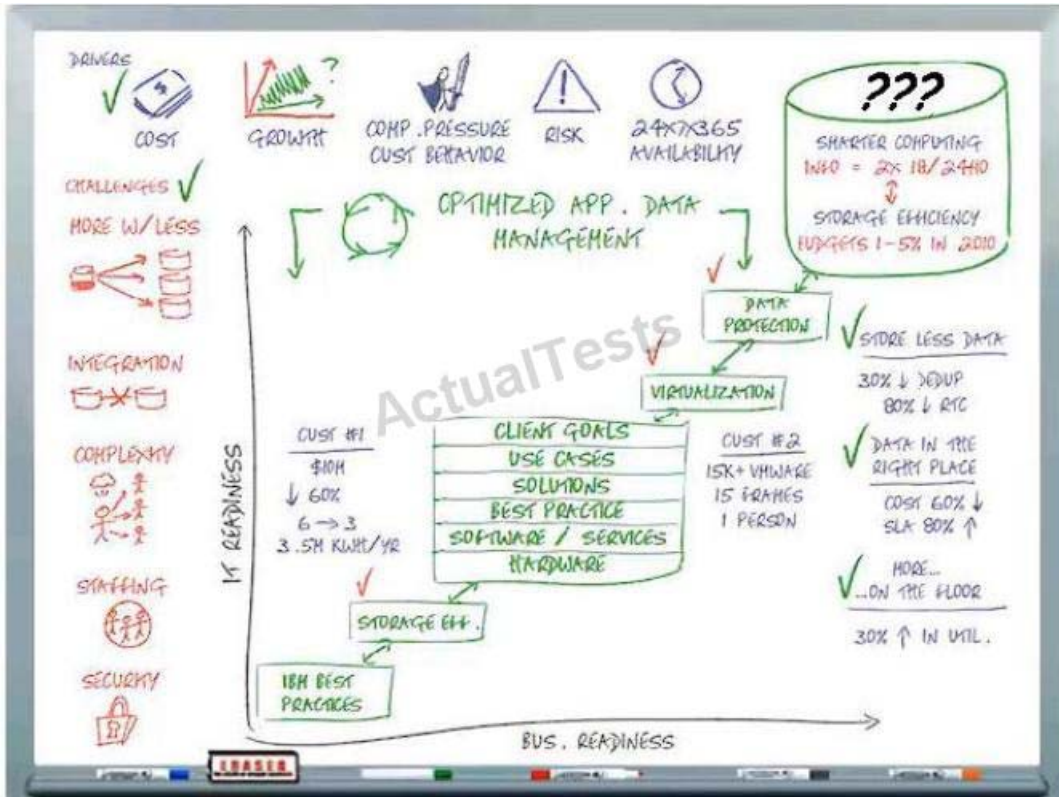 DRIVERS
COST
GROWTH
?
COMP. PRESSURE
CUST BEHAVIOR
!
RISK
24X7X365
AVAILABILITY
???
SMARTER COMPUTING
INFO = 2X 18/24MO
STORAGE EFFICIENCY
BUDGETS 1-5% IN 2010
CHALLENGES
MORE W/LESS
INTEGRATION
COMPLEXITY
STAFFING
SECURITY
OPTIMIZED APP. DATA
MANAGEMENT
DATA
PROTECTION
VIRTUALIZATION
ActualTests
CUST #1
$10M
↓ 60%
6 → 3
3.5M KWH/YR
CLIENT GOALS
USE CASES
SOLUTIONS
BEST PRACTICE
SOFTWARE / SERVICES
HARDWARE
CUST #2
15K+ VMWARE
15 FRAMES
1 PERSON
STORE LESS DATA
30% ↓ DEDUP
80% ↓ RTC
DATA IN THE
RIGHT PLACE
COST 60% ↓
SLA 80% ↑
MORE...
...ON THE FLOOR
30% ↑ IN UTIL.
STORAGE EFF.
IBM BEST
PRACTICES
IT READINESS
BUS. READINESS
ERASER